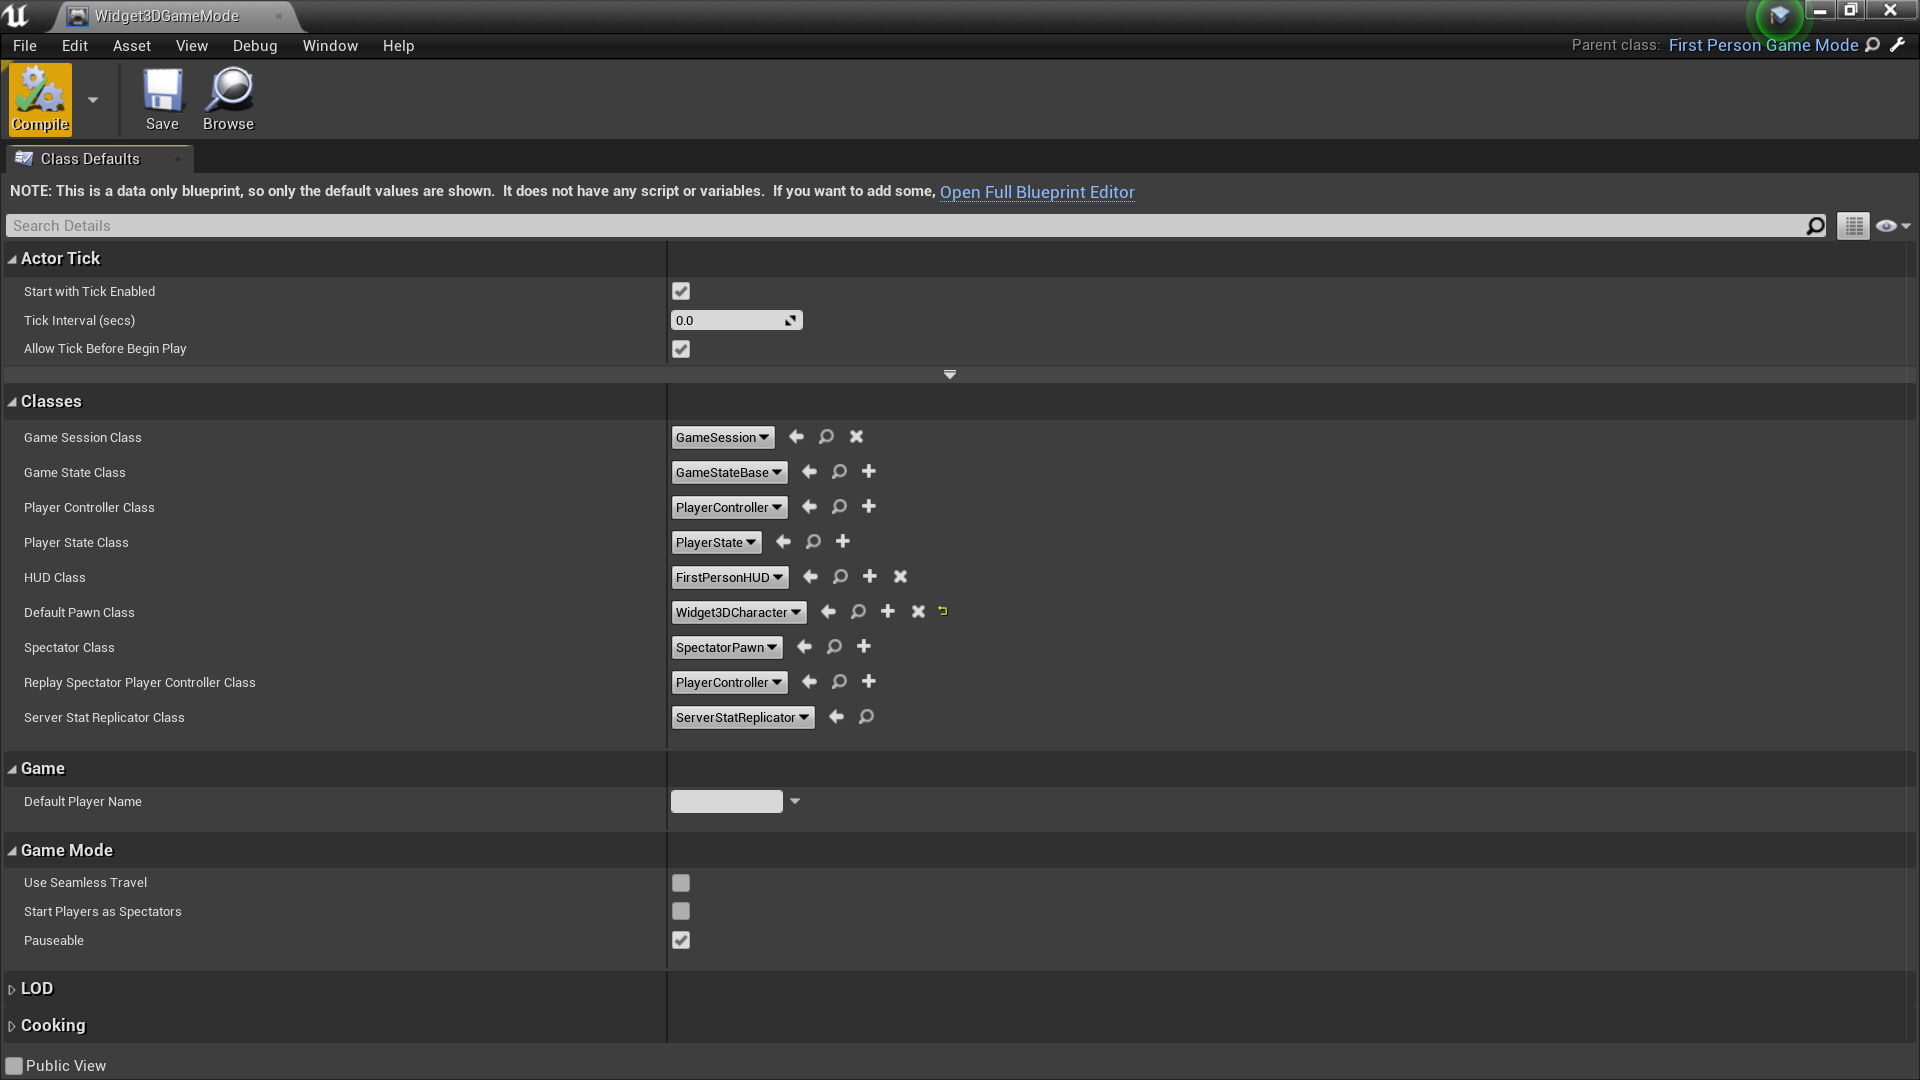 Widget3DGameMode
File Edit Asset View Debug Window Help
Parent class: First Person Game Mode
Compile
Save
Browse
Class Defaults
NOTE: This is a data only blueprint, so only the default values are shown.  It does not have any script or variables.  If you want to add some, Open Full Blueprint Editor
Search Details
Actor Tick
Start with Tick Enabled
Tick Interval (secs) 0.0
Allow Tick Before Begin Play
Classes
Game Session Class GameSession
Game State Class GameStateBase
Player Controller Class PlayerController
Player State Class PlayerState
HUD Class FirstPersonHUD
Default Pawn Class Widget3DCharacter
Spectator Class SpectatorPawn
Replay Spectator Player Controller Class PlayerController
Server Stat Replicator Class ServerStatReplicator
Game
Default Player Name
Game Mode
Use Seamless Travel
Start Players as Spectators
Pauseable
LOD
Cooking
Public View